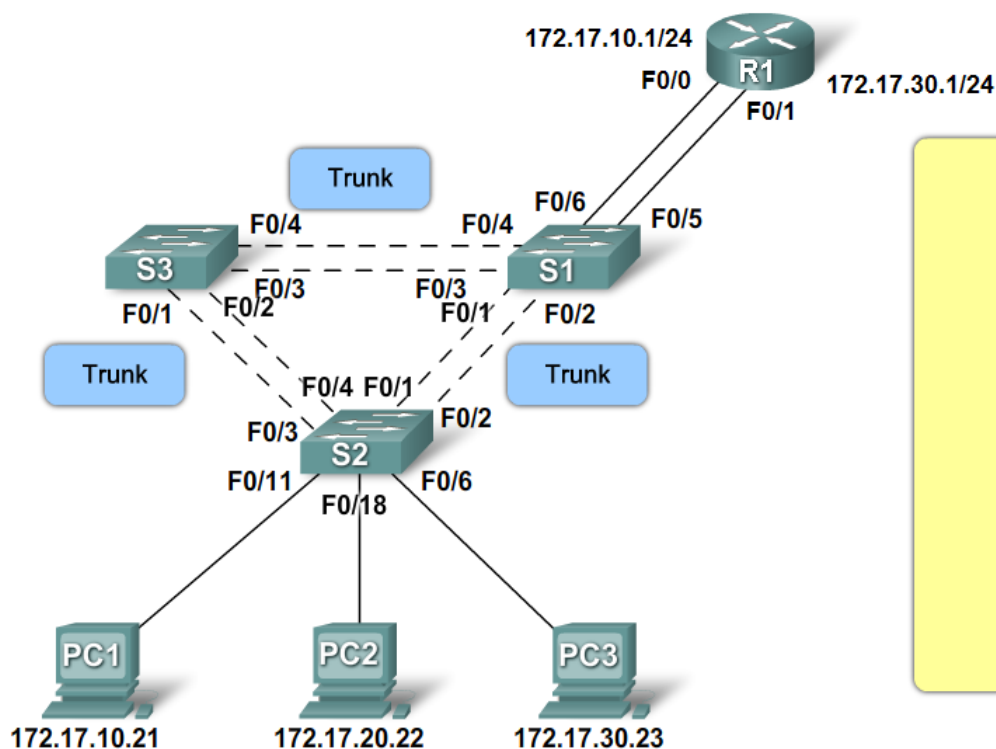 172.17.10.1/24
R1
F0/0
172.17.30.1/24
F0/1
Trunk
F0/6
F0/4
F0/4
F0/5
S3
S1
F0/3
F0/3
F0/1
F0/2
F0/1
F0/2
Trunk
Trunk
F0/4
F0/1
F0/2
F0/3
S2
F0/11
F0/6
F0/18
PC1
PC2
PC3
172.17.10.21
172.17.20.22
172.17.30.23